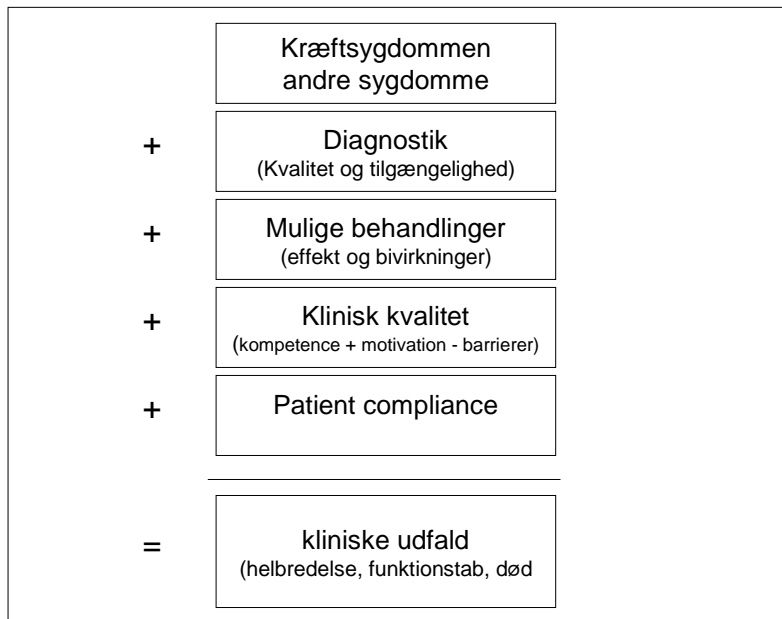 Kræftsygdommen
andre sygdomme
+ Diagnostik
(Kvalitet og tilgængelighed)
+ Mulige behandlinger
(effekt og bivirkninger)
+ Klinisk kvalitet
(kompetence + motivation - barrierer)
+ Patient compliance
= kliniske udfald
(helbredelse, funktionstab, død